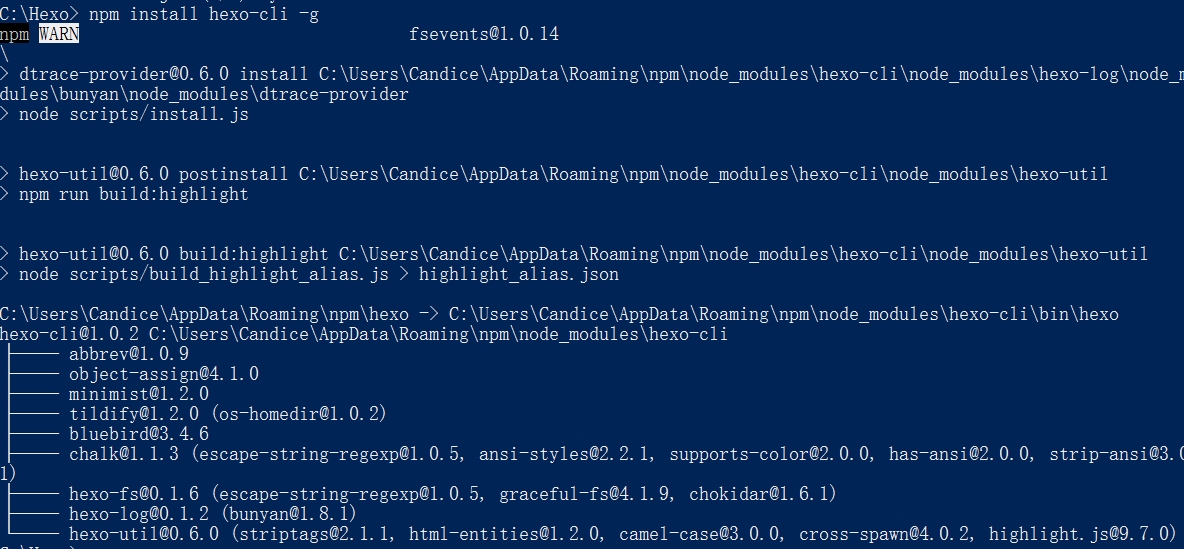 C:\Hexo> npm install hexo-cli -g
npm WARN fsevents@1.0.14
\
> dtrace-provider@0.6.0 install C:\Users\Candice\AppData\Roaming\npm\node_modules\hexo-cli\node_modules\hexo-log\node_m
dules\bunyan\node_modules\dtrace-provider
> node scripts/install.js
> hexo-util@0.6.0 postinstall C:\Users\Candice\AppData\Roaming\npm\node_modules\hexo-cli\node_modules\hexo-util
> npm run build:highlight
> hexo-util@0.6.0 build:highlight C:\Users\Candice\AppData\Roaming\npm\node_modules\hexo-cli\node_modules\hexo-util
> node scripts/build_highlight_alias.js > highlight_alias.json
C:\Users\Candice\AppData\Roaming\npm\hexo -> C:\Users\Candice\AppData\Roaming\npm\node_modules\hexo-cli\bin\hexo
hexo-cli@1.0.2 C:\Users\Candice\AppData\Roaming\npm\node_modules\hexo-cli
├── abbrev@1.0.9
├── object-assign@4.1.0
├── minimist@1.2.0
├── tildify@1.2.0 (os-homedir@1.0.2)
├── bluebird@3.4.6
├── chalk@1.1.3 (escape-string-regexp@1.0.5, ansi-styles@2.2.1, supports-color@2.0.0, has-ansi@2.0.0, strip-ansi@3.0
1)
├── hexo-fs@0.1.6 (escape-string-regexp@1.0.5, graceful-fs@4.1.9, chokidar@1.6.1)
├── hexo-log@0.1.2 (bunyan@1.8.1)
└── hexo-util@0.6.0 (striptags@2.1.1, html-entities@1.2.0, camel-case@3.0.0, cross-spawn@4.0.2, highlight.js@9.7.0)